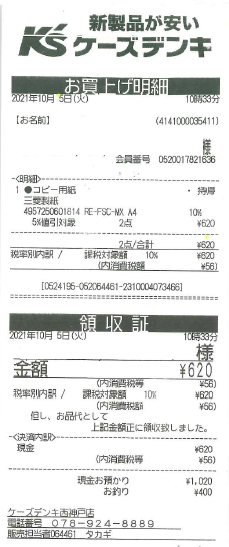 新製品が安い
K's ケーズデンキ
お買上げ明細
2021年10月 5日(火) 10時33分
【お名前】 (4141000035411)
様
会員番号 0520017821636
<明細>
1 ●コピー用紙 ・持帰
三菱製紙
4957250601814 RE-FSC-MX A4 10%
5%値引対象 2点 ¥620
2点/合計 ¥620
税率別内訳 / 課税対象額 10% ¥620
(内消費税額 ¥56)
[0524195-052064461-2310004073466]
領収証
2021年10月 5日(火) 10時33分
様
金額 ¥620
(内消費税等 ¥56)
税率別内訳 / 課税対象額 10% ¥620
(内消費税額 ¥56)
但し、お品代として
上記金額正に領収致しました。
<決済内訳>
現金 ¥620
(内消費税等 ¥56)
現金お預かり ¥1,020
お釣り ¥400
ケーズデンキ西神戸店
電話番号 078-924-8889
販売担当者064461 タカギ